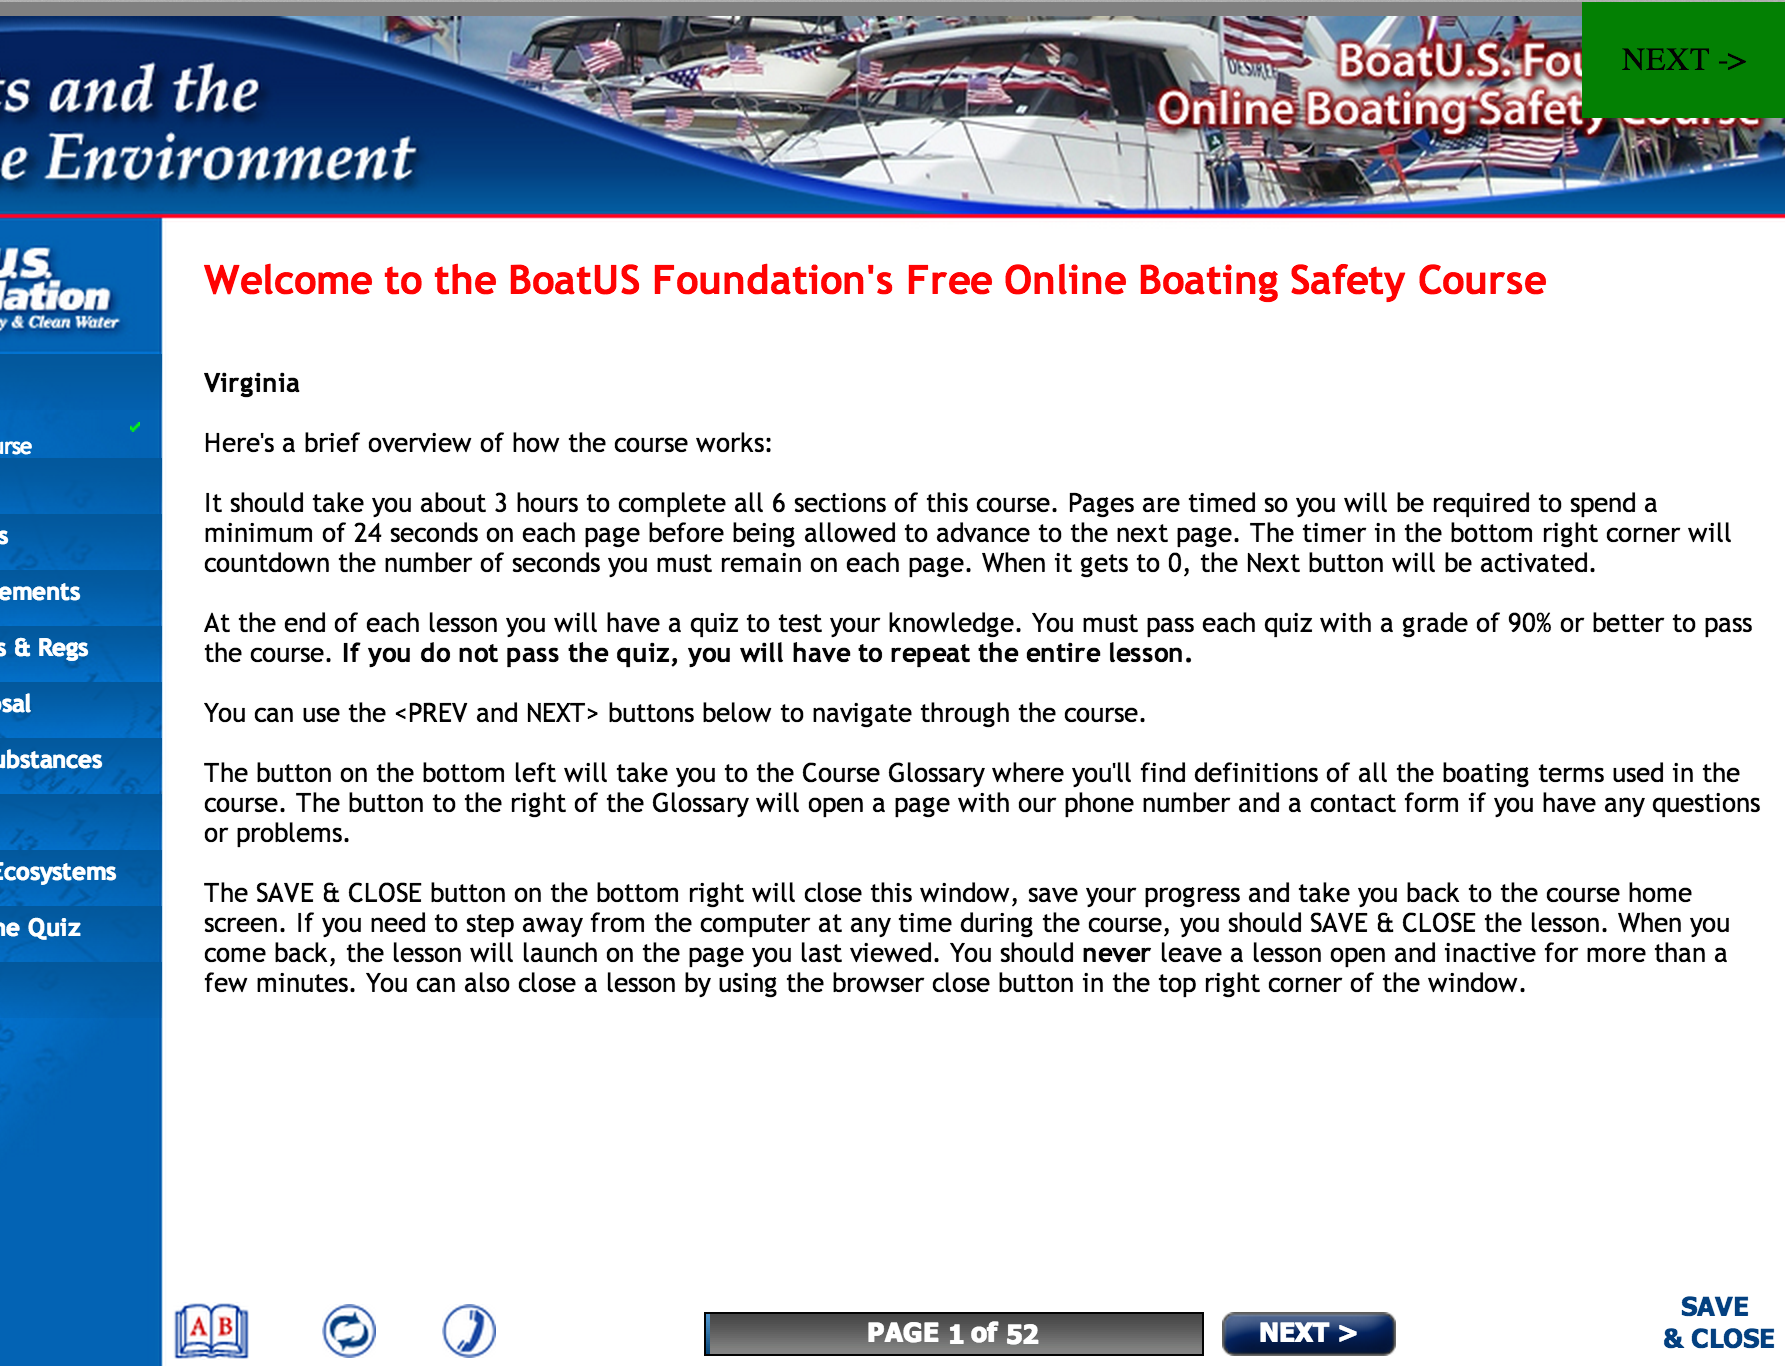 ts and the
e Environment
DESIREE
BoatU.S. Fou
Online Boating Safety Course
NEXT ->
U.S.
dation
y & Clean Water
urse
s
ements
s & Regs
osal
ubstances
Ecosystems
he Quiz
Welcome to the BoatUS Foundation's Free Online Boating Safety Course
Virginia
Here's a brief overview of how the course works:
It should take you about 3 hours to complete all 6 sections of this course. Pages are timed so you will be required to spend a
minimum of 24 seconds on each page before being allowed to advance to the next page. The timer in the bottom right corner will
countdown the number of seconds you must remain on each page. When it gets to 0, the Next button will be activated.
At the end of each lesson you will have a quiz to test your knowledge. You must pass each quiz with a grade of 90% or better to pass
the course. If you do not pass the quiz, you will have to repeat the entire lesson.
You can use the <PREV and NEXT> buttons below to navigate through the course.
The button on the bottom left will take you to the Course Glossary where you'll find definitions of all the boating terms used in the
course. The button to the right of the Glossary will open a page with our phone number and a contact form if you have any questions
or problems.
The SAVE & CLOSE button on the bottom right will close this window, save your progress and take you back to the course home
screen. If you need to step away from the computer at any time during the course, you should SAVE & CLOSE the lesson. When you
come back, the lesson will launch on the page you last viewed. You should never leave a lesson open and inactive for more than a
few minutes. You can also close a lesson by using the browser close button in the top right corner of the window.
A B
PAGE 1 of 52
NEXT >
SAVE
& CLOSE